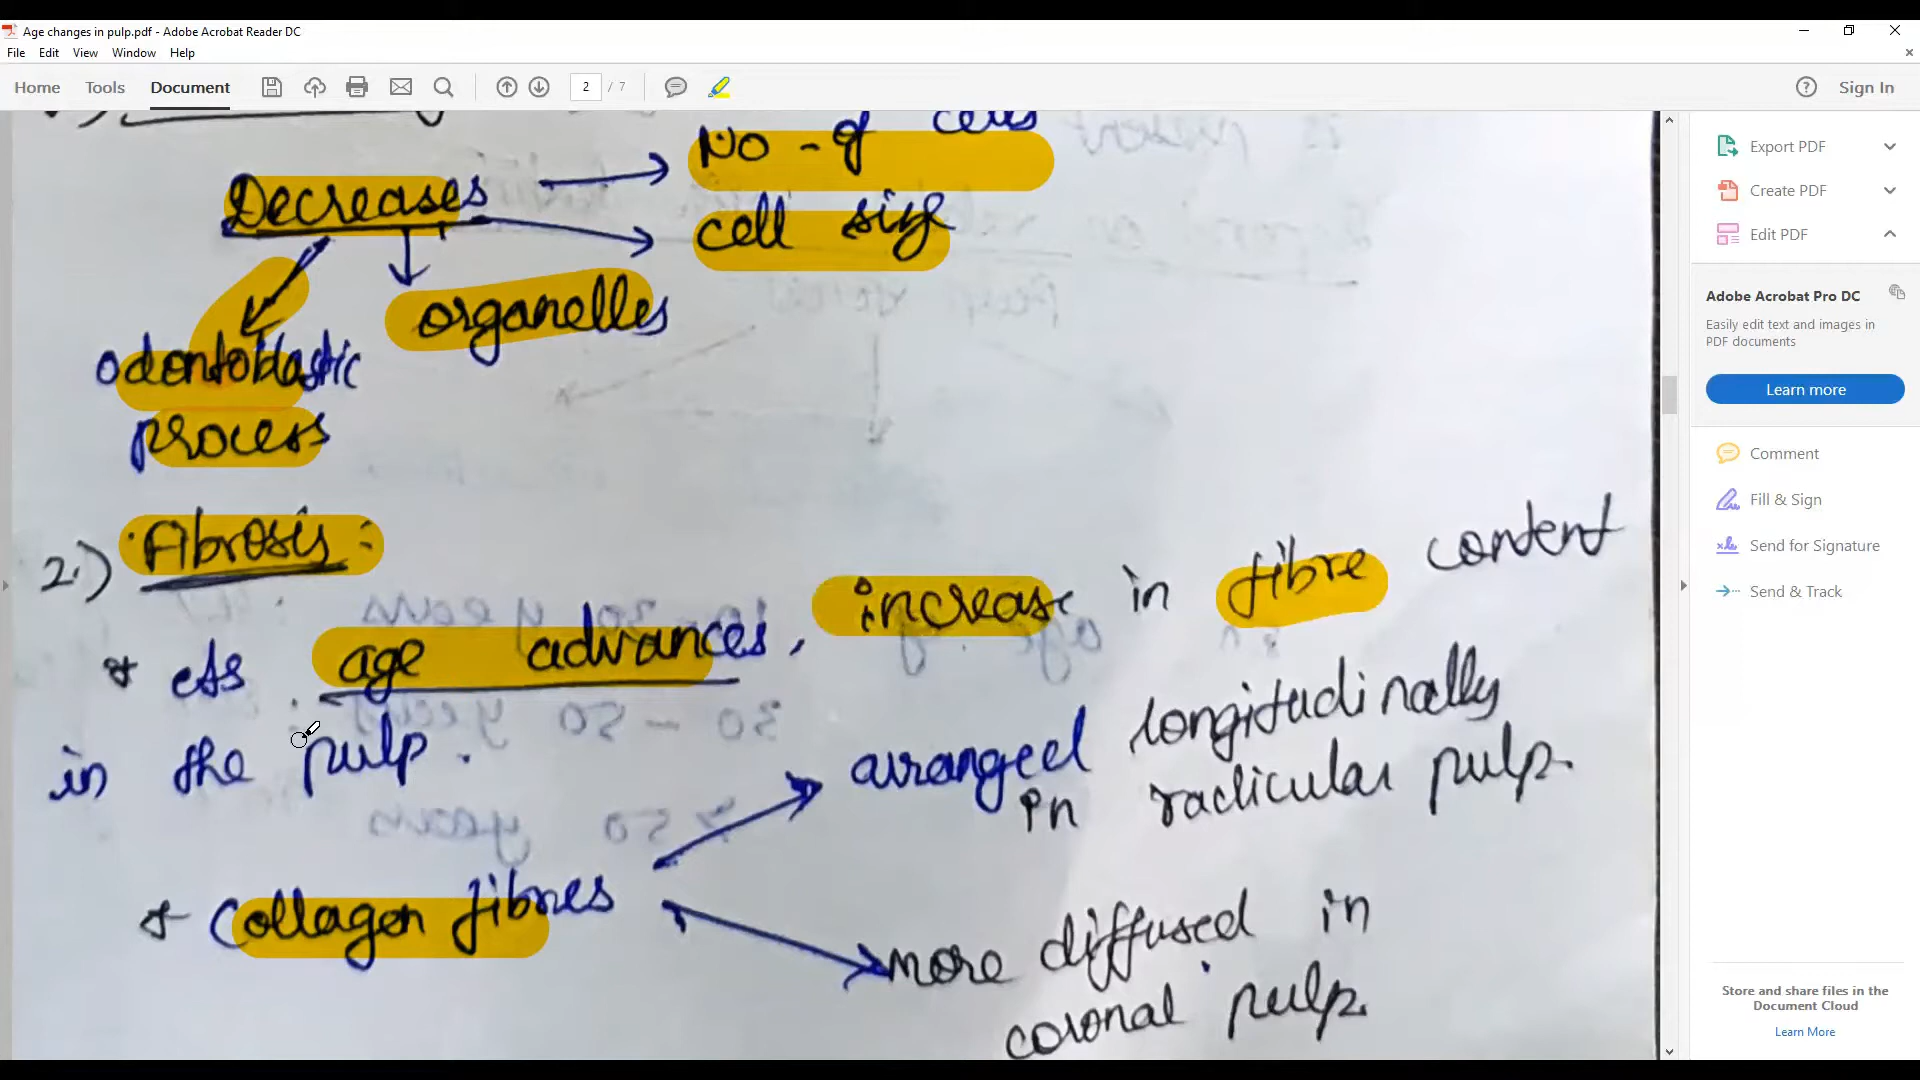 Age changes in pulp.pdf - Adobe Acrobat Reader DC
File Edit View Window Help
Home Tools Document 2 / 7 Sign In
No - of cells
Decreases
cell size
organelles
odontoblastic
process
2.) Fibrosis :-
* As age advances, increase in fibre content
in the pulp.
arranged longitudinally
in radicular pulp.
* Collagen fibres
more diffused in
coronal pulp.
Export PDF
Create PDF
Edit PDF
Adobe Acrobat Pro DC
Easily edit text and images in
PDF documents
Learn more
Comment
Fill & Sign
Send for Signature
Send & Track
Store and share files in the
Document Cloud
Learn More